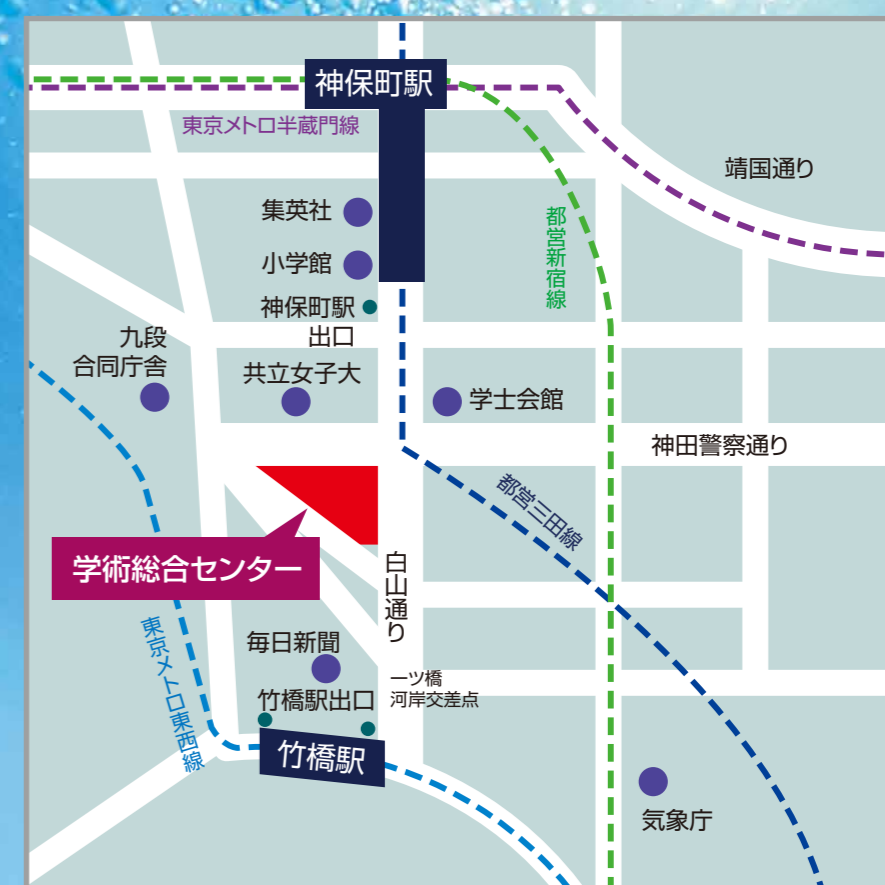 神保町駅
東京メトロ半蔵門線
靖国通り
集英社
都営新宿線
小学館
神保町駅
出口
九段
合同庁舎
共立女子大
学士会館
神田警察通り
都営三田線
学術総合センター
白山通り
東京メトロ東西線
毎日新聞
一ツ橋
河岸交差点
竹橋駅出口
竹橋駅
気象庁